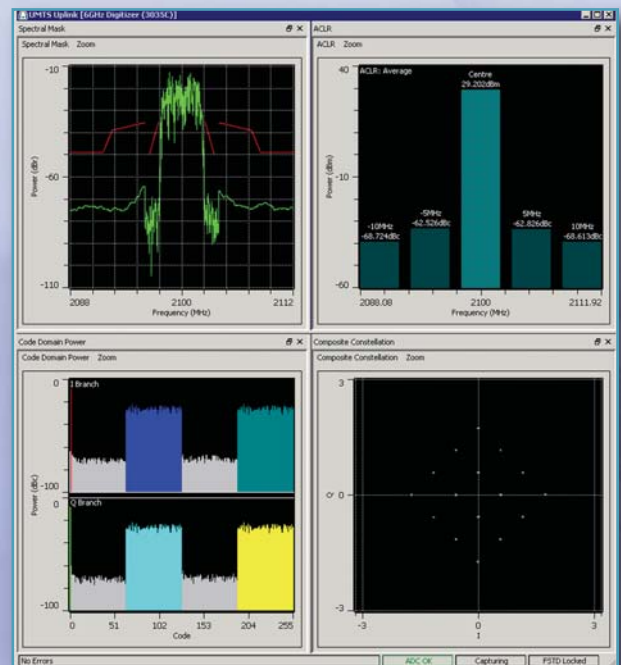 UMTS Uplink [6GHz Digitizer (3035C)]
Spectral Mask
Spectral Mask Zoom
-10
-60
-110
Power (dBr)
2088 2100 2112
Frequency (MHz)
ACLR
ACLR Zoom
ACLR: Average
40
-10
-60
Power (dBm)
Centre
29.202dBm
-5MHz
-62.526dBc
5MHz
-62.826dBc
-10MHz
-68.724dBc
10MHz
-68.613dBc
2088.08 2100 2111.92
Frequency (MHz)
Code Domain Power
Code Domain Power Zoom
0
I Branch
-100
0
Q Branch
-100
Power (dBc)
0 51 102 153 204 255
Code
Composite Constellation
Composite Constellation Zoom
3
Q 0
-3
-3 0 3
I
No Errors
ADC OK
Capturing
FSTD Locked